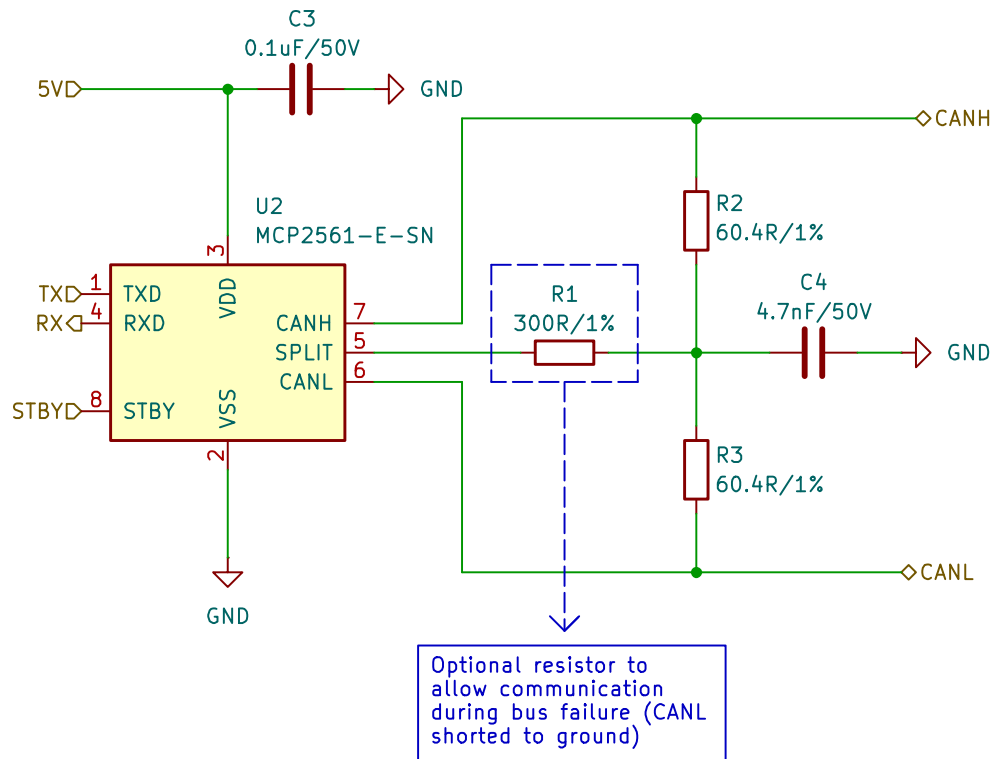 C3
0.1uF/50V
5V
GND
CANH
U2
MCP2561-E-SN
R2
60.4R/1%
3
1
TXD
TXD
VDD
R1
300R/1%
C4
4.7nF/50V
4
RX
RXD
CANH
7
SPLIT
5
GND
CANL
6
8
STBY
STBY
VSS
2
R3
60.4R/1%
CANL
GND
Optional resistor to
allow communication
during bus failure (CANL
shorted to ground)